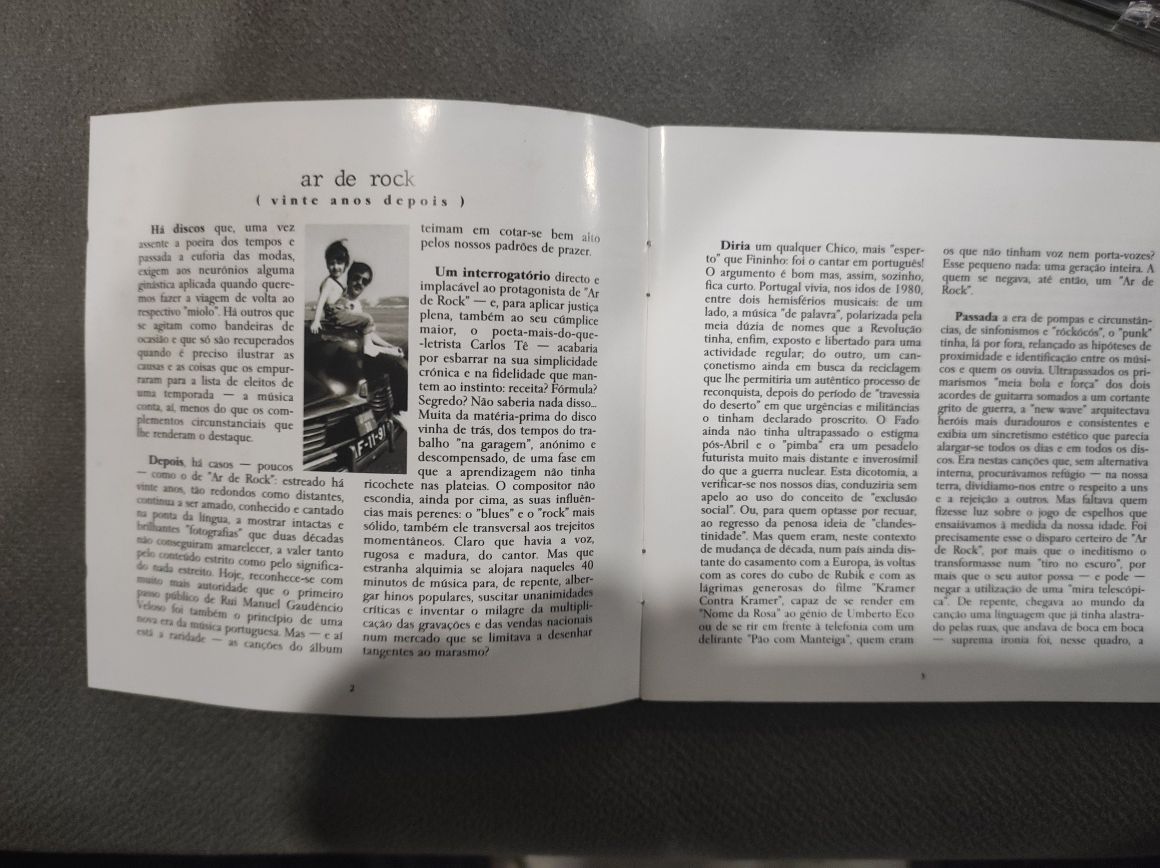 ar de rock
( vinte anos depois )
Há discos que, uma vez
assente a poeira dos tempos e
passada a euforia das modas,
exigem aos neurónios alguma
ginástica aplicada quando quere-
mos fazer a viagem de volta ao
respectivo "miolo". Há outros que
se agitam como bandeiras de
ocasião e que só são recuperados
quando é preciso ilustrar as
causas e as coisas que os empur-
raram para a lista de eleitos de
uma temporada — a música
conta, aí, menos do que os com-
plementos circunstanciais que
lhe renderam o destaque.
Depois, há casos — poucos
— como o de "Ar de Rock": estreado há
vinte anos, tão redondos como distantes,
continua a ser amado, conhecido e cantado
na ponta da língua, a mostrar intactas e
brilhantes "fotografias" que duas décadas
não conseguiram amarelecer, a valer tanto
pelo conteúdo estrito como pelo significa-
do nada estreito. Hoje, reconhece-se com
muito mais autoridade que o primeiro
passo público de Rui Manuel Gaudêncio
Veloso foi também o princípio de uma
nova era da música portuguesa. Mas — e aí
está a raridade — as canções do álbum
F-11-91
teimam em cotar-se bem alto
pelos nossos padrões de prazer.
Um interrogatório directo e
implacável ao protagonista de "Ar
de Rock" — e, para aplicar justiça
plena, também ao seu cúmplice
maior, o poeta-mais-do-que-
-letrista Carlos Tê — acabaria
por esbarrar na sua simplicidade
crónica e na fidelidade que man-
tem ao instinto: receita? Fórmula?
Segredo? Não saberia nada disso...
Muita da matéria-prima do disco
vinha de trás, dos tempos do tra-
balho "na garagem", anónimo e
descompensado, de uma fase em
que a aprendizagem não tinha
ricochete nas plateias. O compositor não
escondia, ainda por cima, as suas influên-
cias mais perenes: o "blues" e o "rock" mais
sólido, também ele transversal aos trejeitos
momentâneos. Claro que havia a voz,
rugosa e madura, do cantor. Mas que
estranha alquimia se alojara naqueles 40
minutos de música para, de repente, alber-
gar hinos populares, suscitar unanimidades
críticas e inventar o milagre da multipli-
cação das gravações e das vendas nacionais
num mercado que se limitava a desenhar
tangentes ao marasmo?
2
Diria um qualquer Chico, mais "esper-
to" que Fininho: foi o cantar em português!
O argumento é bom mas, assim, sozinho,
fica curto. Portugal vivia, nos idos de 1980,
entre dois hemisférios musicais: de um
lado, a música "de palavra", polarizada pela
meia dúzia de nomes que a Revolução
tinha, enfim, exposto e libertado para uma
actividade regular; do outro, um can-
çonetismo ainda em busca da reciclagem
que lhe permitiria um autêntico processo de
reconquista, depois do período de "travessia
do deserto" em que urgências e militâncias
o tinham declarado proscrito. O Fado
ainda não tinha ultrapassado o estigma
pós-Abril e o "pimba" era um pesadelo
futurista muito mais distante e inverosímil
do que a guerra nuclear. Esta dicotomia, a
verificar-se nos nossos dias, conduziria sem
apelo ao uso do conceito de "exclusão
social". Ou, para quem optasse por recuar,
ao regresso da penosa ideia de "clandes-
tinidade". Mas quem eram, neste contexto
de mudança de década, num país ainda dis-
tante do casamento com a Europa, às voltas
com as cores do cubo de Rubik e com as
lágrimas generosas do filme "Kramer
Contra Kramer", capaz de se render em
"Nome da Rosa" ao génio de Umberto Eco
ou de se rir em frente à telefonia com um
delirante "Pão com Manteiga", quem eram
os que não tinham voz nem porta-vozes?
Esse pequeno nada: uma geração inteira. A
quem se negava, até então, um "Ar de
Rock".
Passada a era de pompas e circunstân-
cias, de sinfonismos e "róckócós", o "punk"
tinha, lá por fora, relançado as hipóteses de
proximidade e identificação entre os músi-
cos e quem os ouvia. Ultrapassados os pri-
marismos "meia bola e força" dos dois
acordes de guitarra somados a um cortante
grito de guerra, a "new wave" arquitectava
heróis mais duradouros e consistentes e
exibia um sincretismo estético que parecia
alargar-se todos os dias e em todos os dis-
cos. Era nestas canções que, sem alternativa
interna, procurávamos refúgio — na nossa
terra, dividíamo-nos entre o respeito a uns
e a rejeição a outros. Mas faltava quem
fizesse luz sobre o jogo de espelhos que
ensaiávamos à medida da nossa idade. Foi
precisamente esse o disparo certeiro de "Ar
de Rock", por mais que o ineditismo o
transformasse num "tiro no escuro", por
mais que o seu autor possa — e pode —
negar a utilização de uma "mira telescópi-
ca". De repente, chegava ao mundo da
canção uma linguagem que já tinha alastra-
do pelas ruas, que andava de boca em boca
— suprema ironia foi, nesse quadro, a
3